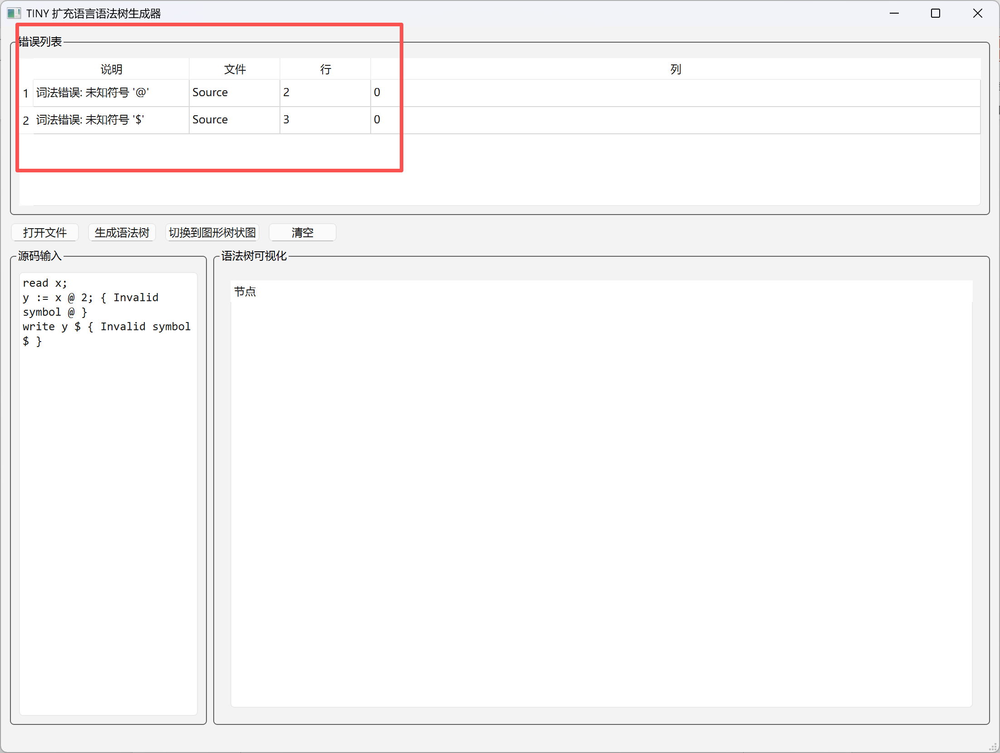 TINY 扩充语言语法树生成器
错误列表
说明 文件 行 列
1 词法错误: 未知符号 '@' Source 2 0
2 词法错误: 未知符号 '$' Source 3 0
打开文件 生成语法树 切换到图形树状图 清空
源码输入
read x;
y := x @ 2; { Invalid
symbol @ }
write y $ { Invalid symbol
$ }
语法树可视化
节点